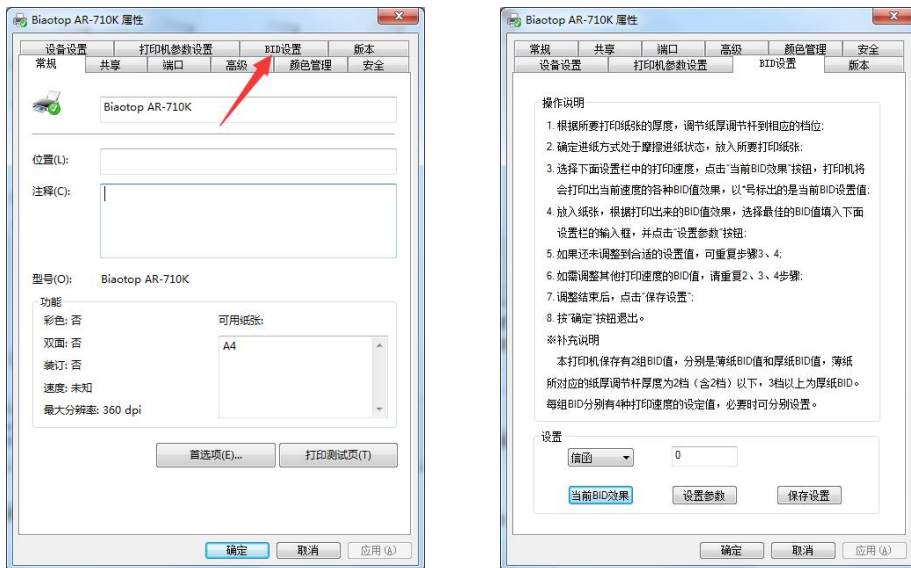 Biaotop AR-710K 属性
设备设置 打印机参数设置 BID设置 版本
常规 共享 端口 高级 颜色管理 安全
Biaotop AR-710K
位置(L):
注释(C):
型号(O): Biaotop AR-710K
功能
彩色: 否 可用纸张:
双面: 否 A4
装订: 否
速度: 未知
最大分辨率: 360 dpi
首选项(E)... 打印测试页(T)
确定 取消 应用(A)
Biaotop AR-710K 属性
常规 共享 端口 高级 颜色管理 安全
设备设置 打印机参数设置 BID设置 版本
操作说明
1. 根据所要打印纸张的厚度，调节纸厚调节杆到相应的档位;
2. 确定进纸方式处于摩擦进纸状态，放入所要打印纸张;
3. 选择下面设置栏中的打印速度，点击"当前BID效果"按钮，打印机将
会打印出当前速度的各种BID值效果，以*号标出的是当前BID设置值;
4. 放入纸张，根据打印出来的BID值效果，选择最佳的BID值填入下面
设置栏的输入框，并点击"设置参数"按钮;
5. 如果还未调整到合适的设置值，可重复步骤3、4;
6. 如需调整其他打印速度的BID值，请重复2、3、4步骤;
7. 调整结束后，点击"保存设置";
8. 按"确定"按钮退出。
※补充说明
本打印机保存有2组BID值，分别是薄纸BID值和厚纸BID值，薄纸
所对应的纸厚调节杆厚度为2档（含2档）以下，3档以上为厚纸BID。
每组BID分别有4种打印速度的设定值，必要时可分别设置。
设置
信函 0
当前BID效果 设置参数 保存设置
确定 取消 应用(A)